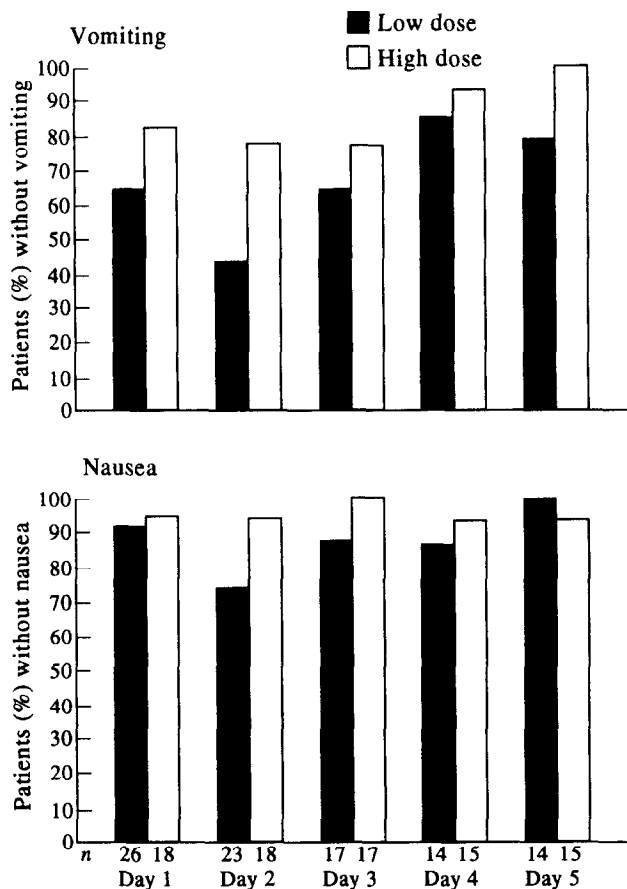 Low dose
High dose
Vomiting
Patients (%) without vomiting
100
90
80
70
60
50
40
30
20
10
0
Nausea
Patients (%) without nausea
100
90
80
70
60
50
40
30
20
10
0
n 26 18 23 18 17 17 14 15 14 15
Day 1 Day 2 Day 3 Day 4 Day 5